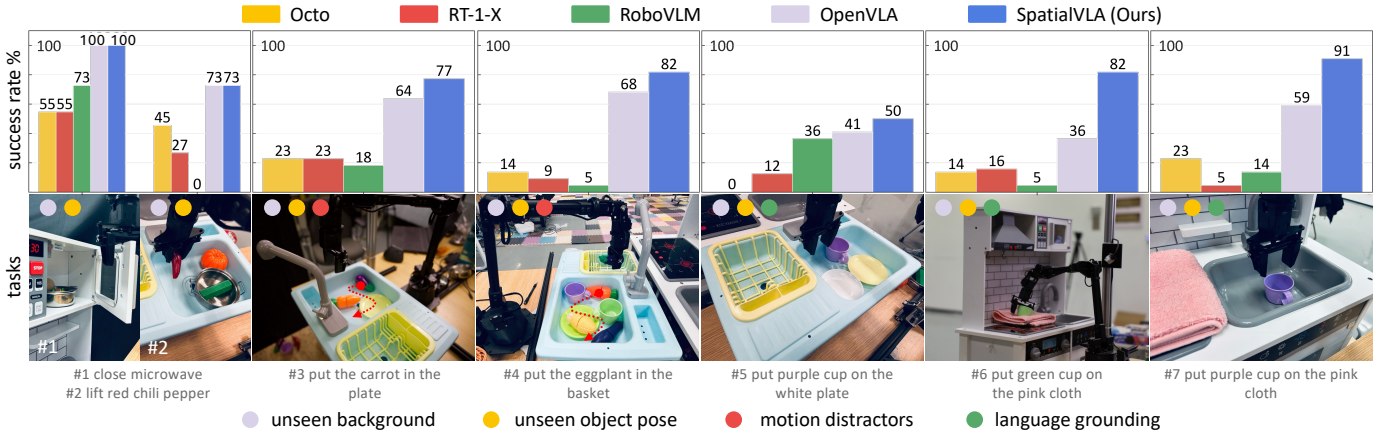 Octo RT-1-X RoboVLM OpenVLA SpatialVLA (Ours)
success rate %
100 100 100 100 100 100
55 55 73 100 100
45 27 0 73 73
23 23 18 64 77
14 9 5 68 82
0 12 36 41 50
14 16 5 36 82
23 5 14 59 91
tasks
30
STOP
#1 #2
#1 close microwave
#2 lift red chili pepper
#3 put the carrot in the
plate
#4 put the eggplant in the
basket
#5 put purple cup on the
white plate
#6 put green cup on
the pink cloth
#7 put purple cup on the pink
cloth
unseen background unseen object pose motion distractors language grounding